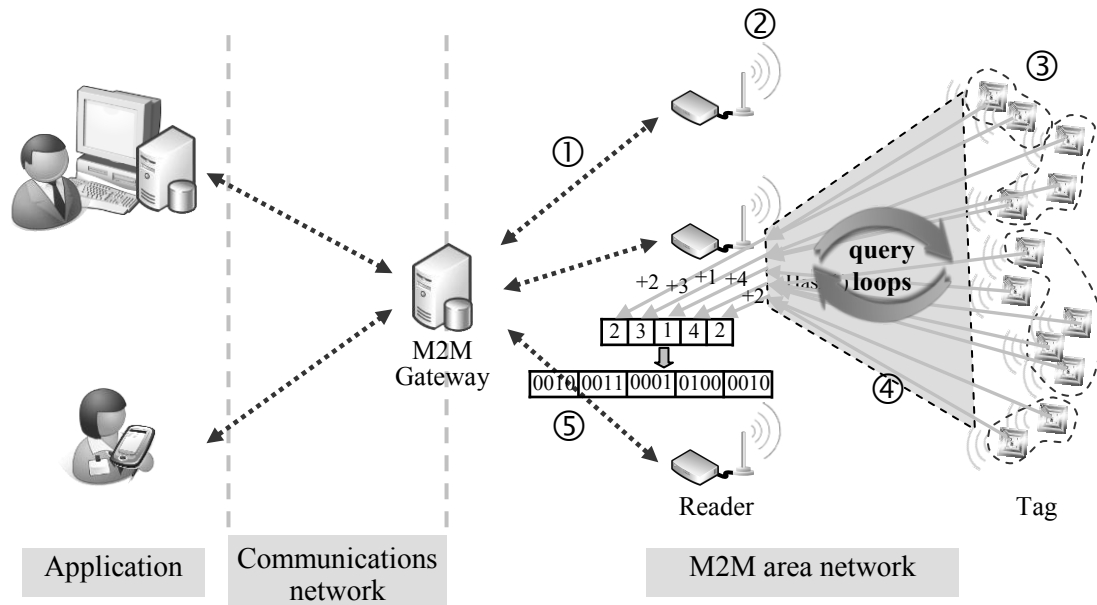 ②
③
①
query
loops
+2
+3
+1
+4
+2
2 3 1 4 2
M2M
Gateway
0010 0011 0001 0100 0010
④
⑤
Reader
Tag
Application
Communications
network
M2M area network